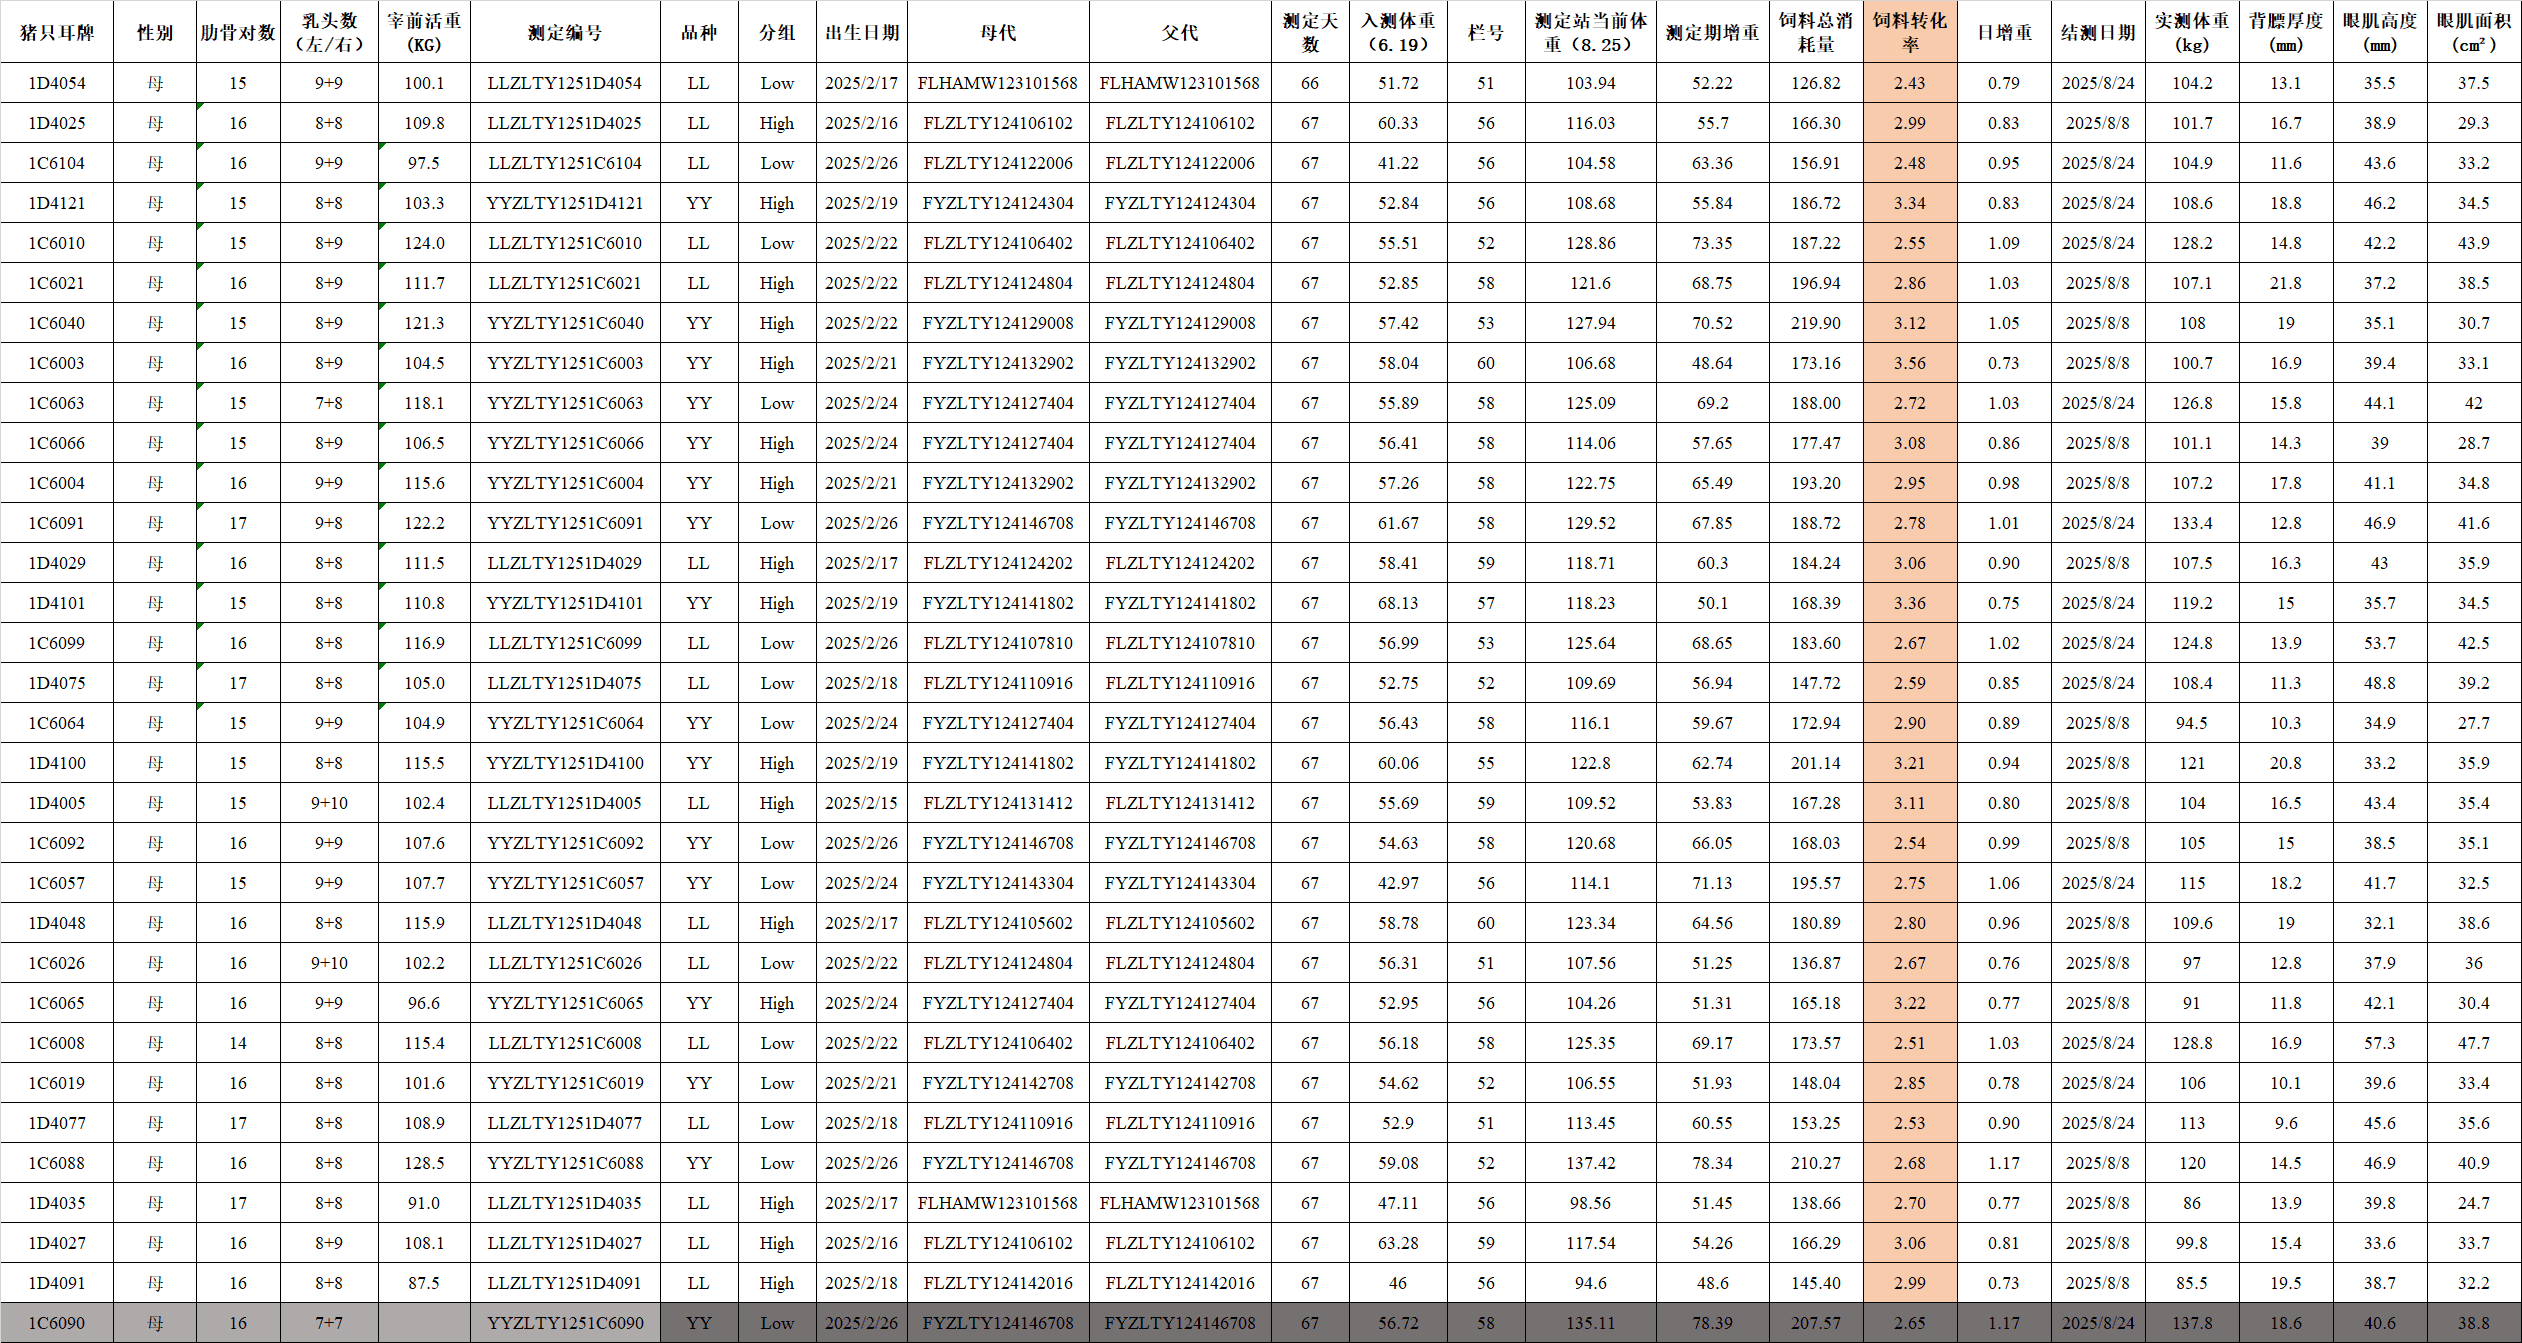 猪只耳牌 性别 肋骨对数 乳头数（左/右） 宰前活重(KG) 测定编号 品种 分组 出生日期 母代 父代 测定天数 入测体重（6.19） 栏号 测定站当前体重（8.25） 测定期增重 饲料总消耗量 饲料转化率 日增重 结测日期 实测体重(kg) 背膘厚度(mm) 眼肌高度(mm) 眼肌面积(cm²)
1D4054 母 15 9+9 100.1 LLZLTY1251D4054 LL Low 2025/2/17 FLHAMW123101568 FLHAMW123101568 66 51.72 51 103.94 52.22 126.82 2.43 0.79 2025/8/24 104.2 13.1 35.5 37.5
1D4025 母 16 8+8 109.8 LLZLTY1251D4025 LL High 2025/2/16 FLZLTY124106102 FLZLTY124106102 67 60.33 56 116.03 55.7 166.30 2.99 0.83 2025/8/8 101.7 16.7 38.9 29.3
1C6104 母 16 9+9 97.5 LLZLTY1251C6104 LL Low 2025/2/26 FLZLTY124122006 FLZLTY124122006 67 41.22 56 104.58 63.36 156.91 2.48 0.95 2025/8/24 104.9 11.6 43.6 33.2
1D4121 母 15 8+8 103.3 YYZLTY1251D4121 YY High 2025/2/19 FYZLTY124124304 FYZLTY124124304 67 52.84 56 108.68 55.84 186.72 3.34 0.83 2025/8/24 108.6 18.8 46.2 34.5
1C6010 母 15 8+9 124.0 LLZLTY1251C6010 LL Low 2025/2/22 FLZLTY124106402 FLZLTY124106402 67 55.51 52 128.86 73.35 187.22 2.55 1.09 2025/8/24 128.2 14.8 42.2 43.9
1C6021 母 16 8+9 111.7 LLZLTY1251C6021 LL High 2025/2/22 FLZLTY124124804 FLZLTY124124804 67 52.85 58 121.6 68.75 196.94 2.86 1.03 2025/8/8 107.1 21.8 37.2 38.5
1C6040 母 15 8+9 121.3 YYZLTY1251C6040 YY High 2025/2/22 FYZLTY124129008 FYZLTY124129008 67 57.42 53 127.94 70.52 219.90 3.12 1.05 2025/8/8 108 19 35.1 30.7
1C6003 母 16 8+9 104.5 YYZLTY1251C6003 YY High 2025/2/21 FYZLTY124132902 FYZLTY124132902 67 58.04 60 106.68 48.64 173.16 3.56 0.73 2025/8/8 100.7 16.9 39.4 33.1
1C6063 母 15 7+8 118.1 YYZLTY1251C6063 YY Low 2025/2/24 FYZLTY124127404 FYZLTY124127404 67 55.89 58 125.09 69.2 188.00 2.72 1.03 2025/8/24 126.8 15.8 44.1 42
1C6066 母 15 8+9 106.5 YYZLTY1251C6066 YY High 2025/2/24 FYZLTY124127404 FYZLTY124127404 67 56.41 58 114.06 57.65 177.47 3.08 0.86 2025/8/8 101.1 14.3 39 28.7
1C6004 母 16 9+9 115.6 YYZLTY1251C6004 YY High 2025/2/21 FYZLTY124132902 FYZLTY124132902 67 57.26 58 122.75 65.49 193.20 2.95 0.98 2025/8/8 107.2 17.8 41.1 34.8
1C6091 母 17 9+8 122.2 YYZLTY1251C6091 YY Low 2025/2/26 FYZLTY124146708 FYZLTY124146708 67 61.67 58 129.52 67.85 188.72 2.78 1.01 2025/8/24 133.4 12.8 46.9 41.6
1D4029 母 16 8+8 111.5 LLZLTY1251D4029 LL High 2025/2/17 FLZLTY124124202 FLZLTY124124202 67 58.41 59 118.71 60.3 184.24 3.06 0.90 2025/8/8 107.5 16.3 43 35.9
1D4101 母 15 8+8 110.8 YYZLTY1251D4101 YY High 2025/2/19 FYZLTY124141802 FYZLTY124141802 67 68.13 57 118.23 50.1 168.39 3.36 0.75 2025/8/24 119.2 15 35.7 34.5
1C6099 母 16 8+8 116.9 LLZLTY1251C6099 LL Low 2025/2/26 FLZLTY124107810 FLZLTY124107810 67 56.99 53 125.64 68.65 183.60 2.67 1.02 2025/8/24 124.8 13.9 53.7 42.5
1D4075 母 17 8+8 105.0 LLZLTY1251D4075 LL Low 2025/2/18 FLZLTY124110916 FLZLTY124110916 67 52.75 52 109.69 56.94 147.72 2.59 0.85 2025/8/24 108.4 11.3 48.8 39.2
1C6064 母 15 9+9 104.9 YYZLTY1251C6064 YY Low 2025/2/24 FYZLTY124127404 FYZLTY124127404 67 56.43 58 116.1 59.67 172.94 2.90 0.89 2025/8/8 94.5 10.3 34.9 27.7
1D4100 母 15 8+8 115.5 YYZLTY1251D4100 YY High 2025/2/19 FYZLTY124141802 FYZLTY124141802 67 60.06 55 122.8 62.74 201.14 3.21 0.94 2025/8/8 121 20.8 33.2 35.9
1D4005 母 15 9+10 102.4 LLZLTY1251D4005 LL High 2025/2/15 FLZLTY124131412 FLZLTY124131412 67 55.69 59 109.52 53.83 167.28 3.11 0.80 2025/8/8 104 16.5 43.4 35.4
1C6092 母 16 9+9 107.6 YYZLTY1251C6092 YY Low 2025/2/26 FYZLTY124146708 FYZLTY124146708 67 54.63 58 120.68 66.05 168.03 2.54 0.99 2025/8/8 105 15 38.5 35.1
1C6057 母 15 9+9 107.7 YYZLTY1251C6057 YY Low 2025/2/24 FYZLTY124143304 FYZLTY124143304 67 42.97 56 114.1 71.13 195.57 2.75 1.06 2025/8/24 115 18.2 41.7 32.5
1D4048 母 16 8+8 115.9 LLZLTY1251D4048 LL High 2025/2/17 FLZLTY124105602 FLZLTY124105602 67 58.78 60 123.34 64.56 180.89 2.80 0.96 2025/8/8 109.6 19 32.1 38.6
1C6026 母 16 9+10 102.2 LLZLTY1251C6026 LL Low 2025/2/22 FLZLTY124124804 FLZLTY124124804 67 56.31 51 107.56 51.25 136.87 2.67 0.76 2025/8/8 97 12.8 37.9 36
1C6065 母 16 9+9 96.6 YYZLTY1251C6065 YY High 2025/2/24 FYZLTY124127404 FYZLTY124127404 67 52.95 56 104.26 51.31 165.18 3.22 0.77 2025/8/8 91 11.8 42.1 30.4
1C6008 母 14 8+8 115.4 LLZLTY1251C6008 LL Low 2025/2/22 FLZLTY124106402 FLZLTY124106402 67 56.18 58 125.35 69.17 173.57 2.51 1.03 2025/8/24 128.8 16.9 57.3 47.7
1C6019 母 16 8+8 101.6 YYZLTY1251C6019 YY Low 2025/2/21 FYZLTY124142708 FYZLTY124142708 67 54.62 52 106.55 51.93 148.04 2.85 0.78 2025/8/24 106 10.1 39.6 33.4
1D4077 母 17 8+8 108.9 LLZLTY1251D4077 LL Low 2025/2/18 FLZLTY124110916 FLZLTY124110916 67 52.9 51 113.45 60.55 153.25 2.53 0.90 2025/8/24 113 9.6 45.6 35.6
1C6088 母 16 8+8 128.5 YYZLTY1251C6088 YY Low 2025/2/26 FYZLTY124146708 FYZLTY124146708 67 59.08 52 137.42 78.34 210.27 2.68 1.17 2025/8/8 120 14.5 46.9 40.9
1D4035 母 17 8+8 91.0 LLZLTY1251D4035 LL High 2025/2/17 FLHAMW123101568 FLHAMW123101568 67 47.11 56 98.56 51.45 138.66 2.70 0.77 2025/8/8 86 13.9 39.8 24.7
1D4027 母 16 8+9 108.1 LLZLTY1251D4027 LL High 2025/2/16 FLZLTY124106102 FLZLTY124106102 67 63.28 59 117.54 54.26 166.29 3.06 0.81 2025/8/8 99.8 15.4 33.6 33.7
1D4091 母 16 8+8 87.5 LLZLTY1251D4091 LL High 2025/2/18 FLZLTY124142016 FLZLTY124142016 67 46 56 94.6 48.6 145.40 2.99 0.73 2025/8/8 85.5 19.5 38.7 32.2
1C6090 母 16 7+7 YYZLTY1251C6090 YY Low 2025/2/26 FYZLTY124146708 FYZLTY124146708 67 56.72 58 135.11 78.39 207.57 2.65 1.17 2025/8/24 137.8 18.6 40.6 38.8